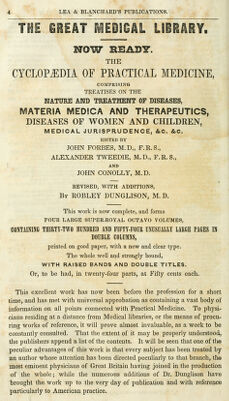 4 LEA & BLANCHARD'S PUBLICATIONS.
THE GREAT MEDICAL LIBRARY.
NOW READY.
THE
CYCLOPÆDIA OF PRACTICAL MEDICINE,
COMPRISING
TREATISES ON THE
NATURE AND TREATMENT OF DISEASES,
MATERIA MEDICA AND THERAPEUTICS,
DISEASES OF WOMEN AND CHILDREN,
MEDICAL JURISPRUDENCE, &c. &c.
EDITED BY
JOHN FORBES, M.D., F.R.S.,
ALEXANDER TWEEDIE, M.D., F.R.S.,
AND
JOHN CONOLLY, M.D.
REVISED, WITH ADDITIONS,
BY ROBLEY DUNGLISON, M.D.
This work is now complete, and forms
FOUR LARGE SUPER-ROYAL OCTAVO VOLUMES,
CONTAINING THIRTY-TWO HUNDRED AND FIFTY-FOUR UNUSUALLY LARGE PAGES IN
DOUBLE COLUMNS,
printed on good paper, with a new and clear type.
The whole well and strongly bound,
WITH RAISED BANDS AND DOUBLE TITLES.
Or, to be had, in twenty-four parts, at Fifty cents each.
This excellent work has now been before the profession for a short
time, and has met with universal approbation as containing a vast body of
information on all points connected with Practical Medicine. To physi-
cians residing at a distance from Medical libraries, or the means of procu-
ring works of reference, it will prove almost invaluable, as a work to be
constantly consulted. That the extent of it may be properly understood,
the publishers append a list of the contents. It will be seen that one of the
peculiar advantages of this work is that every subject has been treated by
an author whose attention has been directed peculiarly to that branch, the
most eminent physicians of Great Britain having joined in the production
of the whole; while the numerous additions of Dr. Dunglison have
brought the work up to the very day of publication and with reference
particularly to American practice.